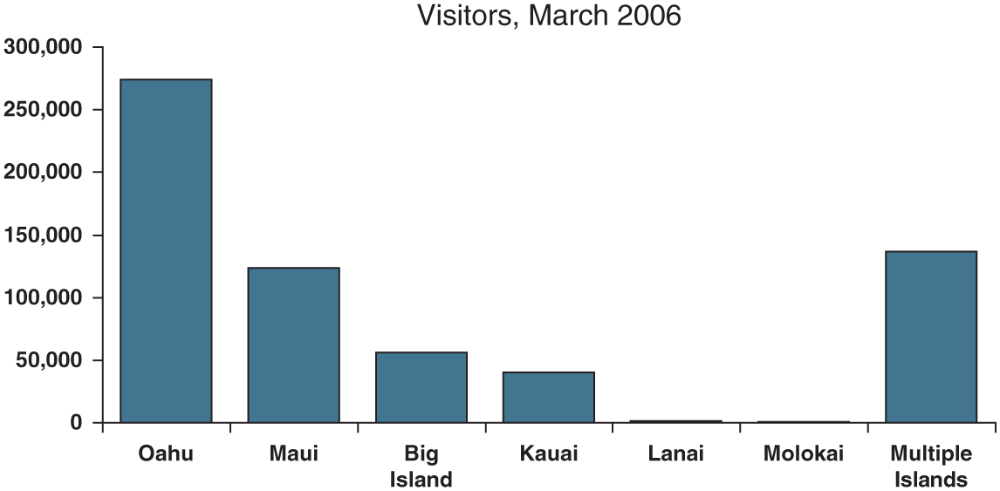 Visitors, March 2006
300,000
250,000
200,000
150,000
100,000
50,000
0
Oahu
Maui
Big
Island
Kauai
Lanai
Molokai
Multiple
Islands